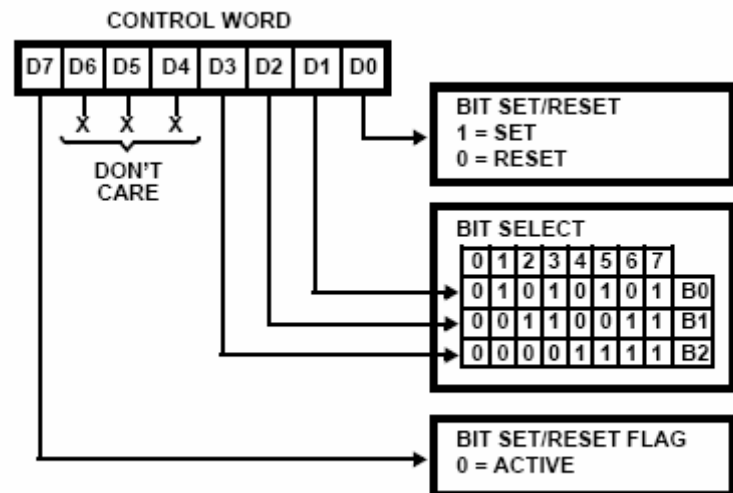 CONTROL WORD
D7 D6 D5 D4 D3 D2 D1 D0
X X X
DON'T
CARE
BIT SET/RESET
1 = SET
0 = RESET
BIT SELECT
0 1 2 3 4 5 6 7
0 1 0 1 0 1 0 1 B0
0 0 1 1 0 0 1 1 B1
0 0 0 0 1 1 1 1 B2
BIT SET/RESET FLAG
0 = ACTIVE